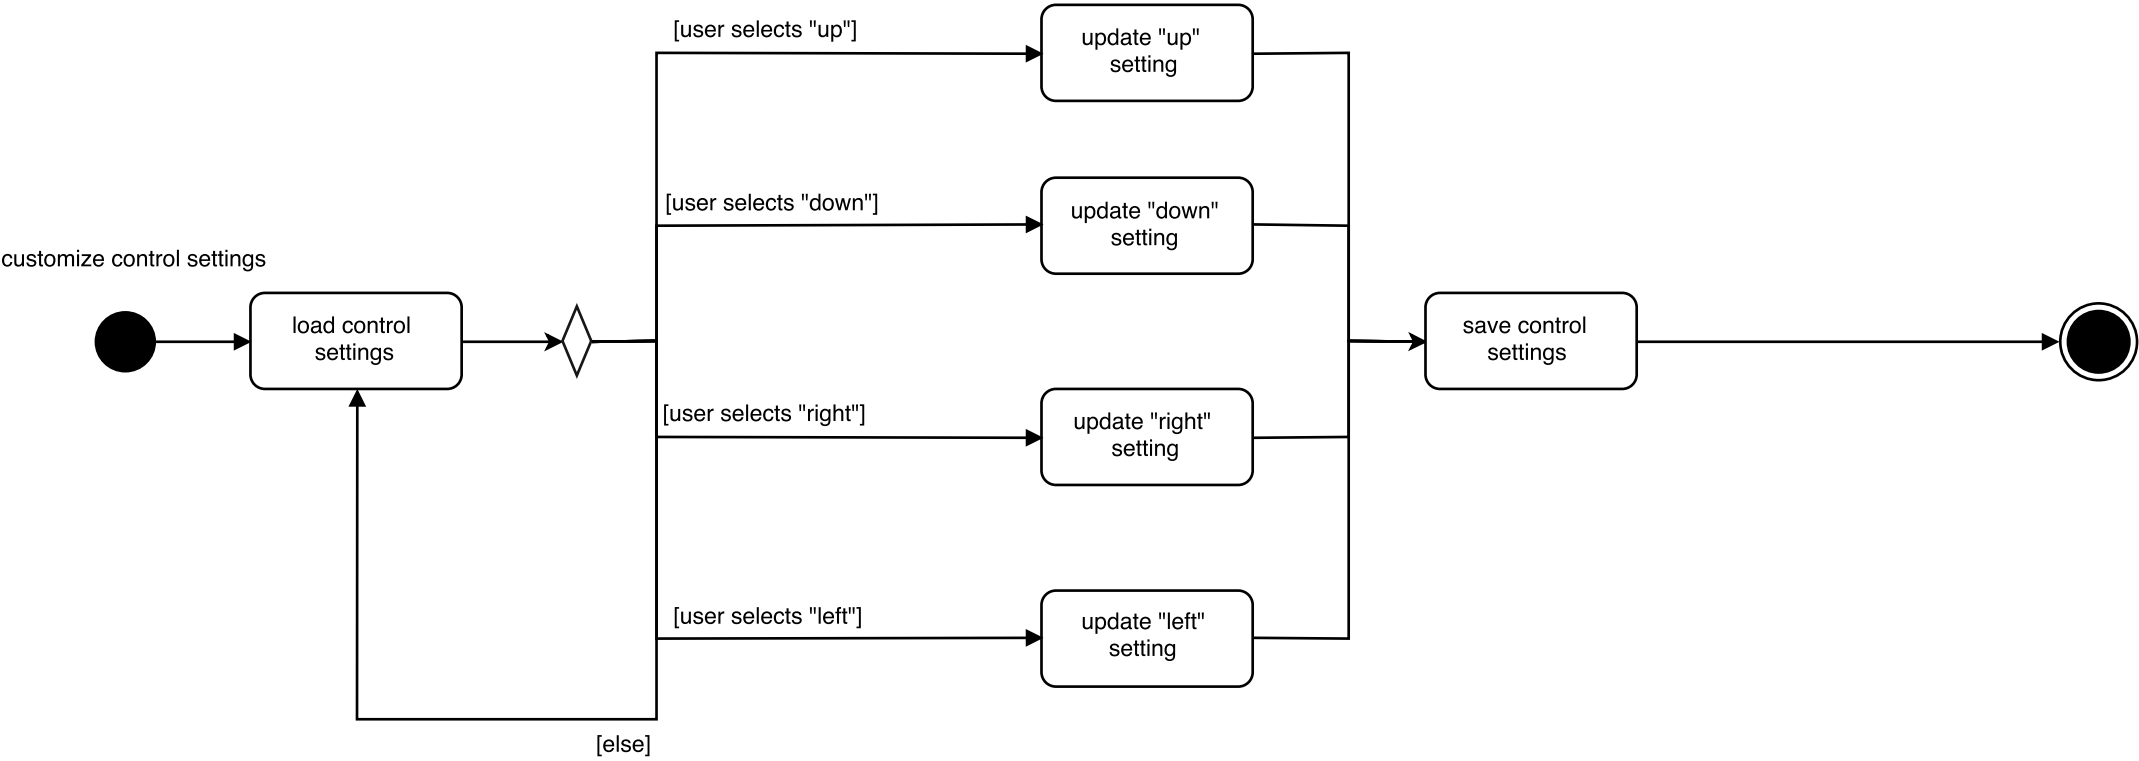 [user selects "up"]
update "up"
setting
[user selects "down"]
update "down"
setting
customize control settings
load control
settings
save control
settings
[user selects "right"]
update "right"
setting
[user selects "left"]
update "left"
setting
[else]